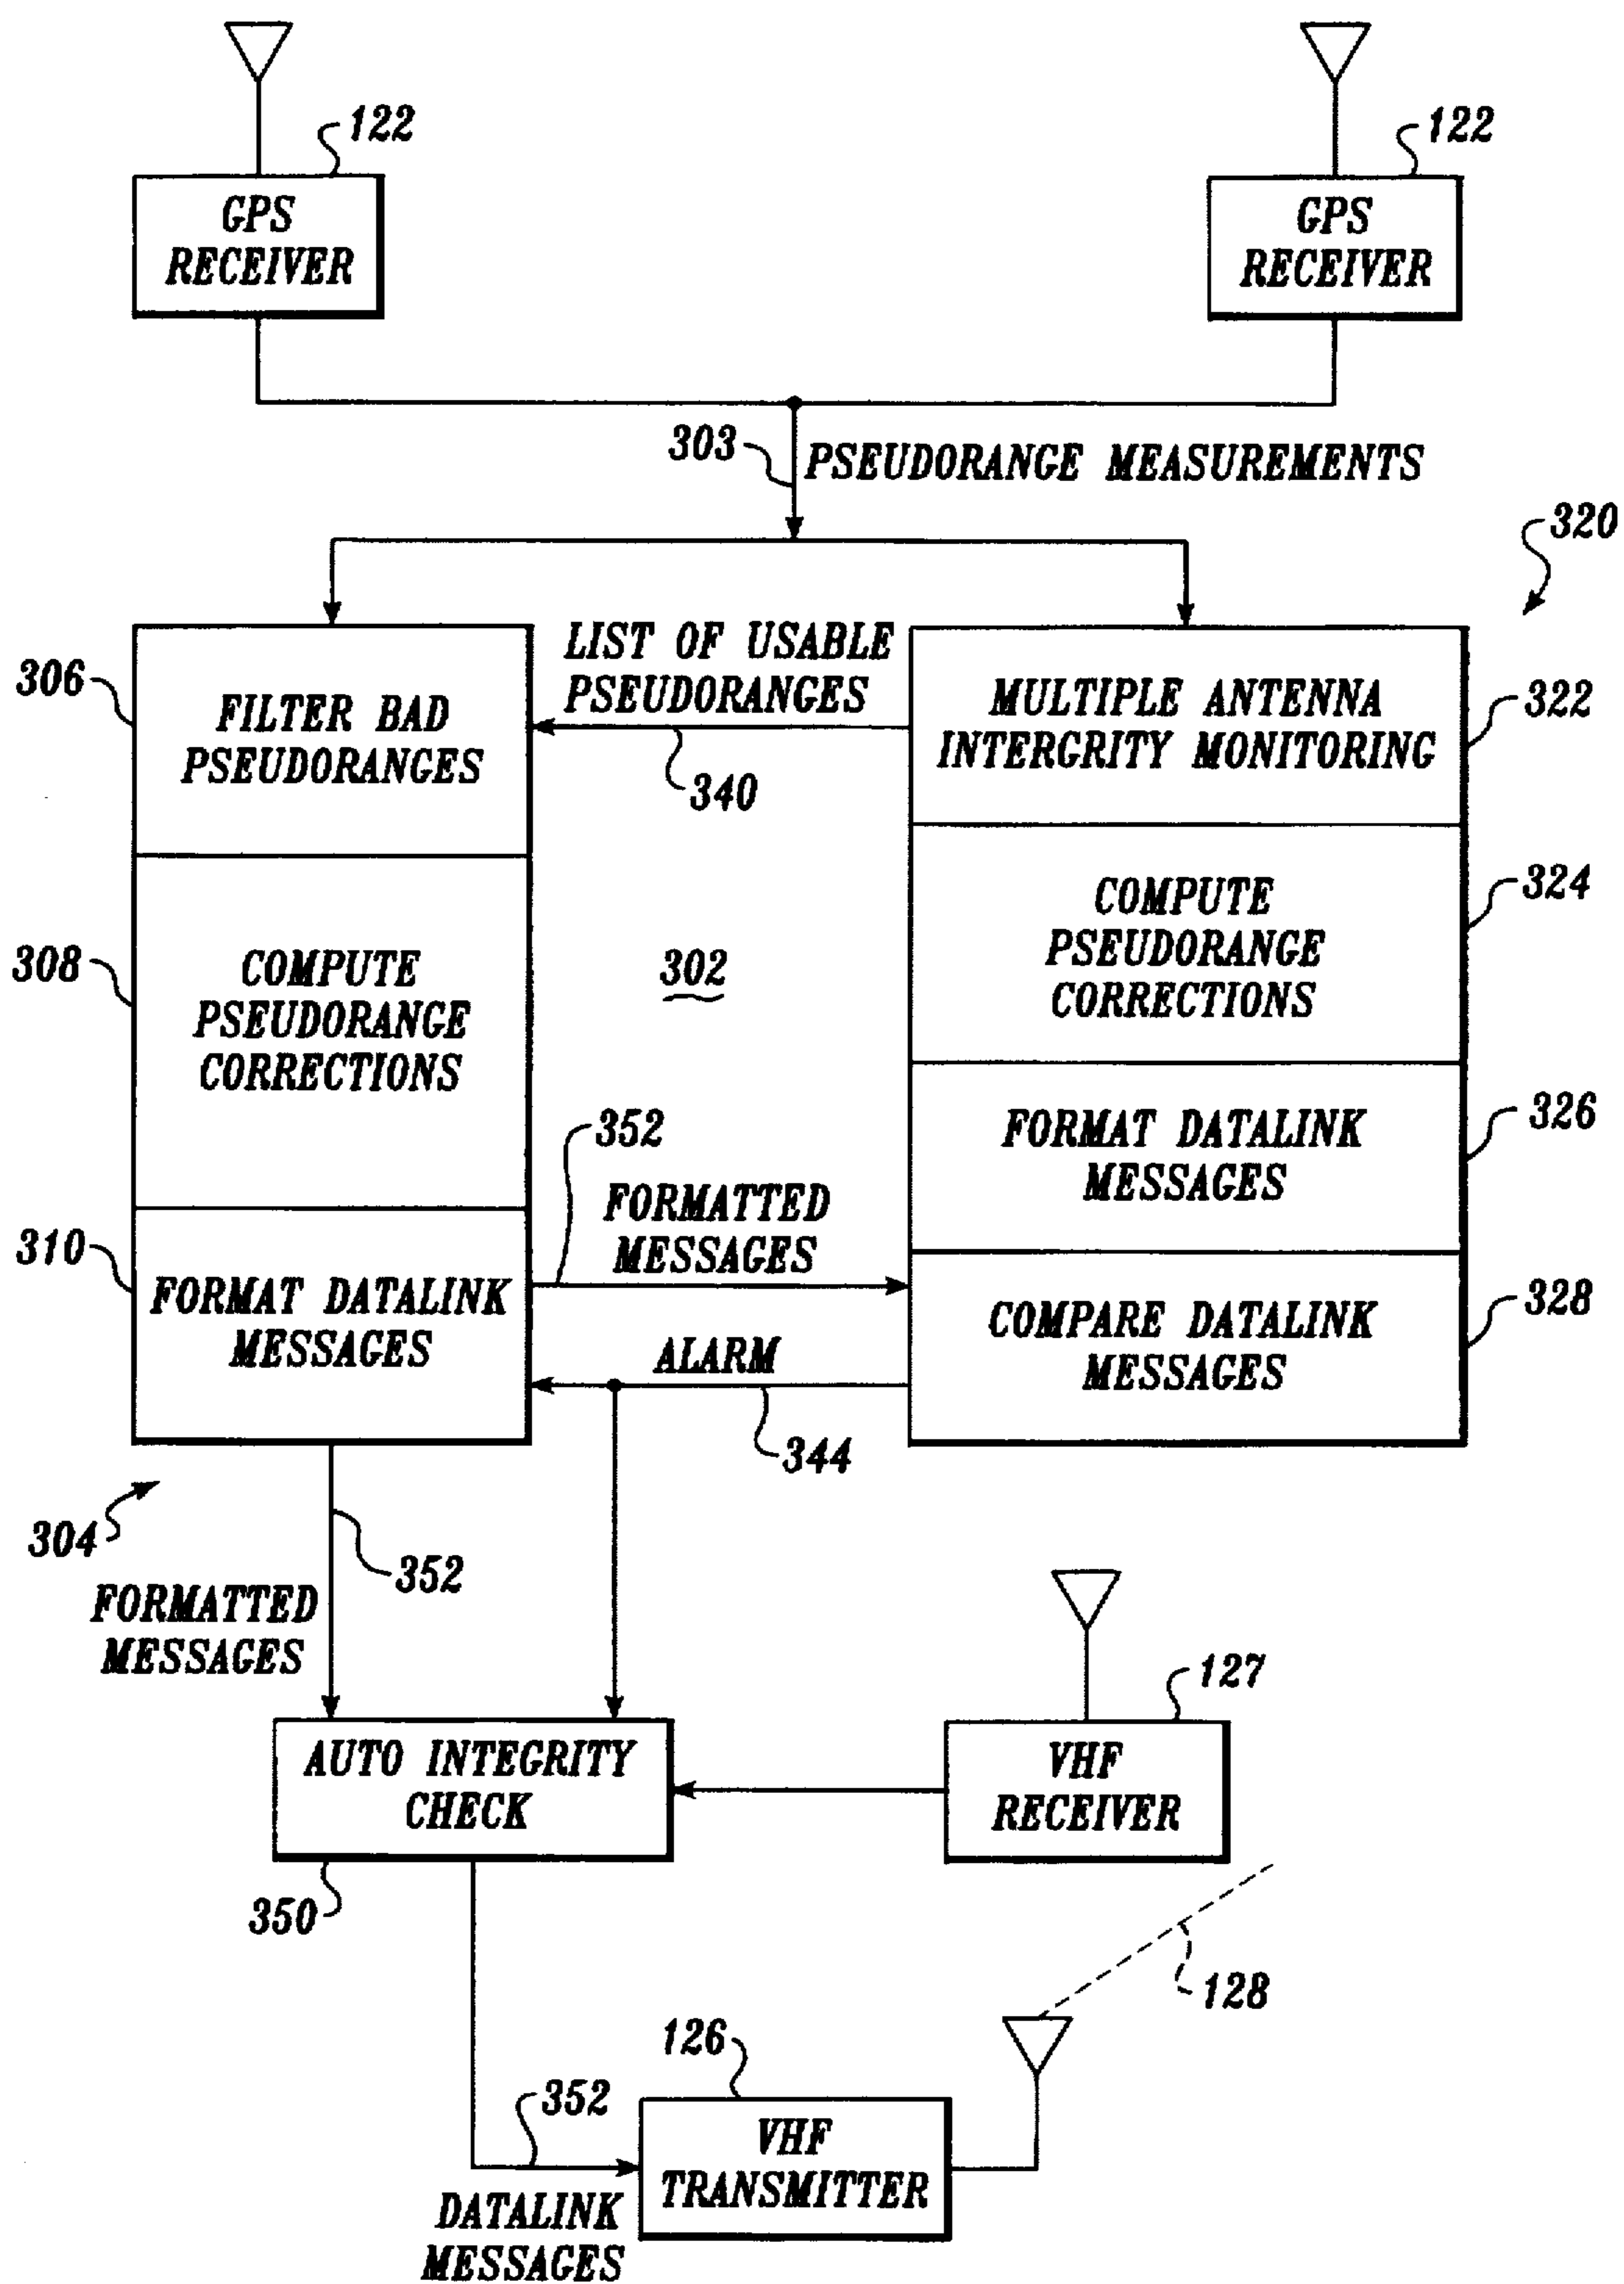 122
GPS
RECEIVER
122
GPS
RECEIVER
303
PSEUDORANGE MEASUREMENTS
320
306
FILTER BAD
PSEUDORANGES
LIST OF USABLE
PSEUDORANGES
340
MULTIPLE ANTENNA
INTERGRITY MONITORING
322
308
COMPUTE
PSEUDORANGE
CORRECTIONS
302
COMPUTE
PSEUDORANGE
CORRECTIONS
324
352
FORMATTED
MESSAGES
FORMAT DATALINK
MESSAGES
326
310
FORMAT DATALINK
MESSAGES
ALARM
344
COMPARE DATALINK
MESSAGES
328
304
352
FORMATTED
MESSAGES
AUTO INTEGRITY
CHECK
350
127
VHF
RECEIVER
128
126
352
DATALINK
MESSAGES
VHF
TRANSMITTER